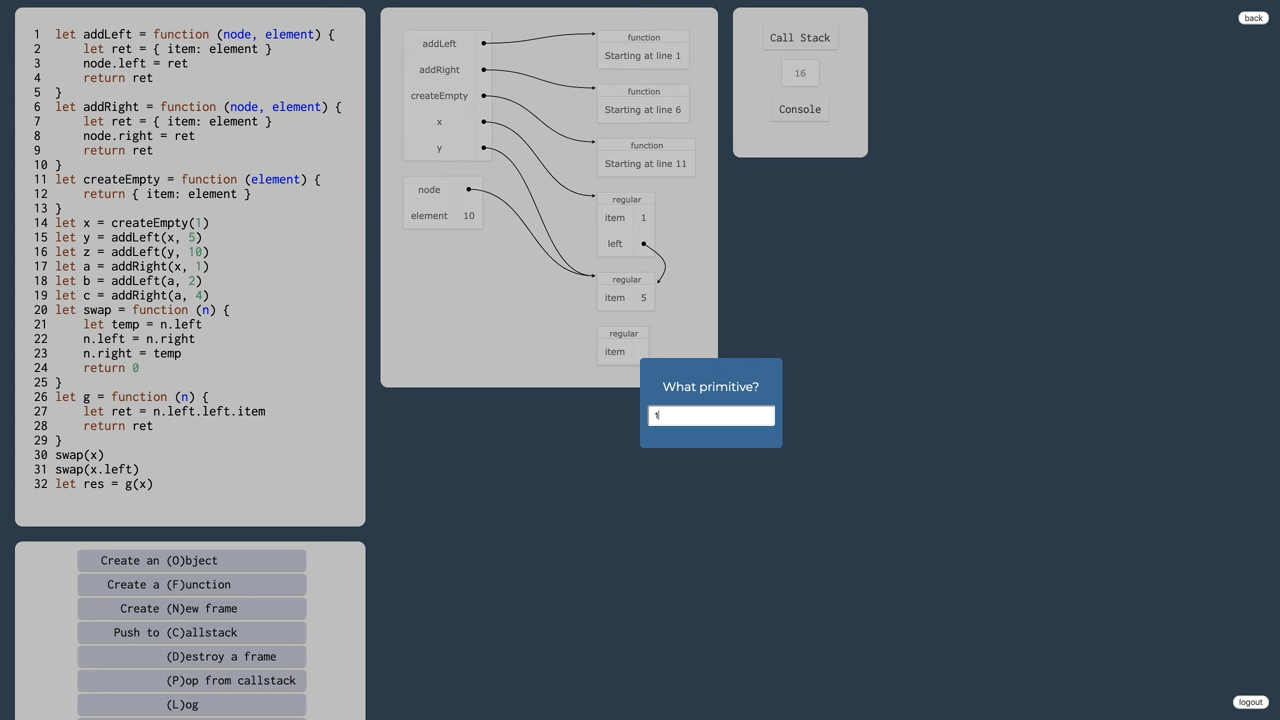 1 let addLeft = function (node, element) {
2 let ret = { item: element }
3 node.left = ret
4 return ret
5 }
6 let addRight = function (node, element) {
7 let ret = { item: element }
8 node.right = ret
9 return ret
10 }
11 let createEmpty = function (element) {
12 return { item: element }
13 }
14 let x = createEmpty(1)
15 let y = addLeft(x, 5)
16 let z = addLeft(y, 10)
17 let a = addRight(x, 1)
18 let b = addLeft(a, 2)
19 let c = addRight(a, 4)
20 let swap = function (n) {
21 let temp = n.left
22 n.left = n.right
23 n.right = temp
24 return 0
25 }
26 let g = function (n) {
27 let ret = n.left.left.item
28 return ret
29 }
30 swap(x)
31 swap(x.left)
32 let res = g(x)
Create an (O)bject
Create a (F)unction
Create (N)ew frame
Push to (C)allstack
(D)estroy a frame
(P)op from callstack
(L)og
addLeft
addRight
createEmpty
x
y
node
element 10
function
Starting at line 1
function
Starting at line 6
function
Starting at line 11
regular
item 1
left
regular
item 5
regular
item
What primitive?
1
Call Stack
16
Console
back
logout